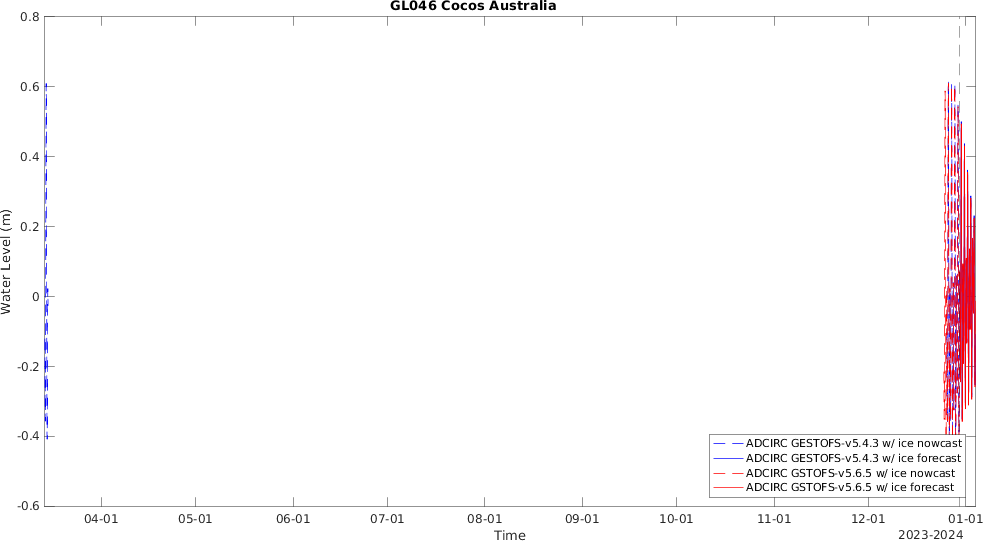 GL046 Cocos Australia
Water Level (m)
0.8
0.6
0.4
0.2
0
-0.2
-0.4
-0.6
ADCIRC GESTOFS-v5.4.3 w/ ice nowcast
ADCIRC GESTOFS-v5.4.3 w/ ice forecast
ADCIRC GSTOFS-v5.6.5 w/ ice nowcast
ADCIRC GSTOFS-v5.6.5 w/ ice forecast
04-01 05-01 06-01 07-01 08-01 09-01 10-01 11-01 12-01 01-01
Time
2023-2024